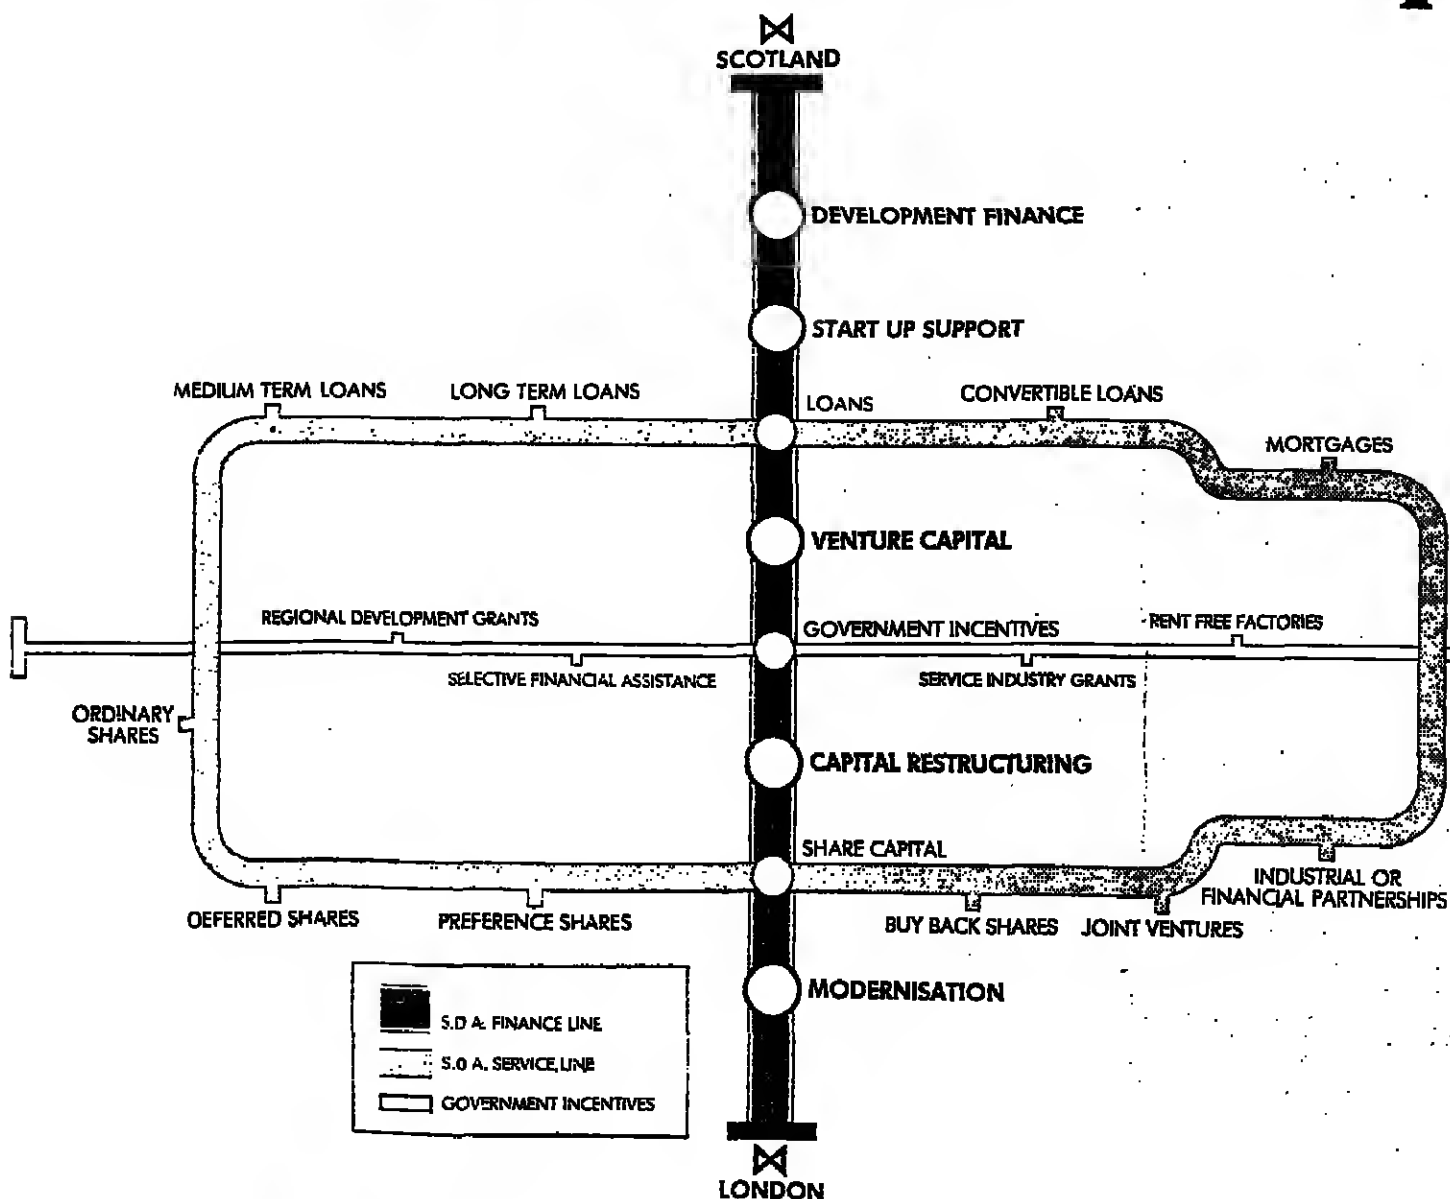 SCOTLAND
DEVELOPMENT FINANCE
START UP SUPPORT
MEDIUM TERM LOANS
LONG TERM LOANS
LOANS
CONVERTIBLE LOANS
MORTGAGES
VENTURE CAPITAL
REGIONAL DEVELOPMENT GRANTS
GOVERNMENT INCENTIVES
RENT FREE FACTORIES
SELECTIVE FINANCIAL ASSISTANCE
SERVICE INDUSTRY GRANTS
ORDINARY
SHARES
CAPITAL RESTRUCTURING
SHARE CAPITAL
INDUSTRIAL OR
FINANCIAL PARTNERSHIPS
DEFERRED SHARES
PREFERENCE SHARES
BUY BACK SHARES
JOINT VENTURES
MODERNISATION
S.D.A. FINANCE LINE
S.D.A. SERVICE LINE
GOVERNMENT INCENTIVES
LONDON